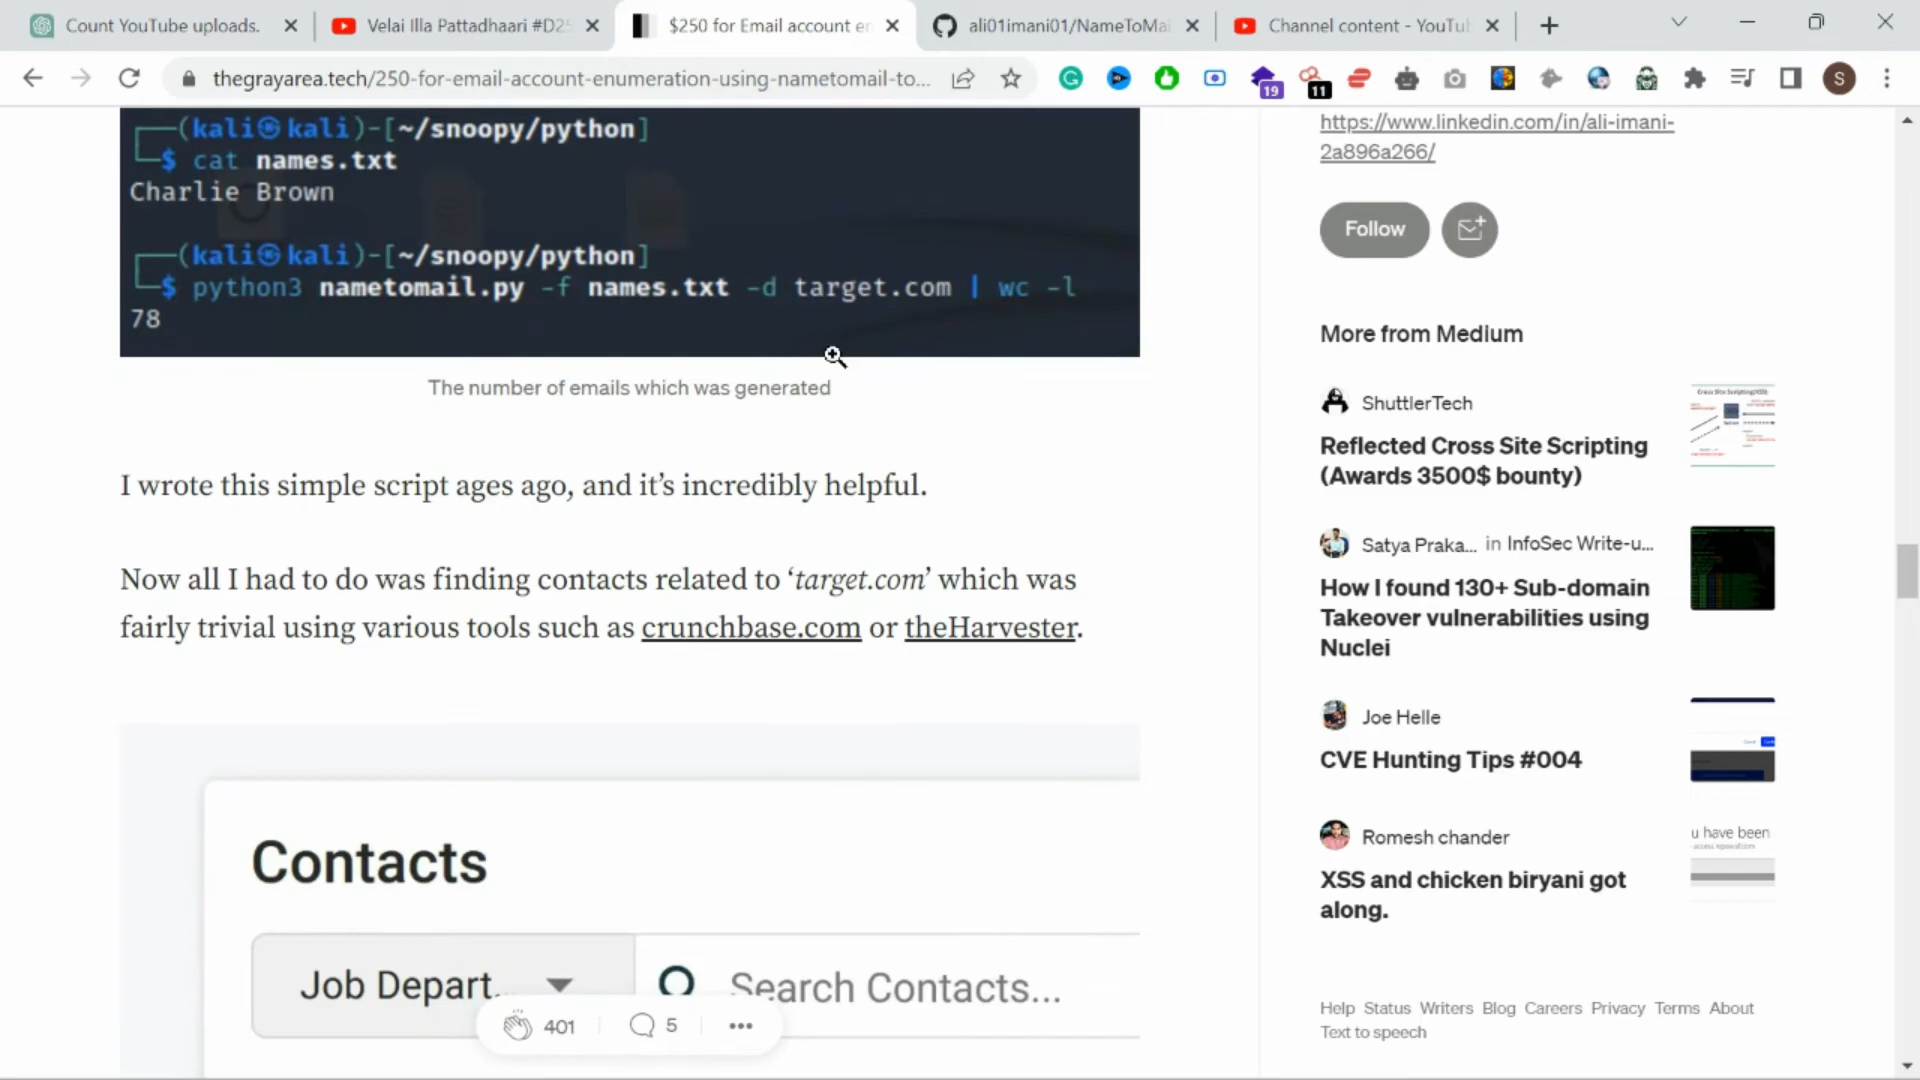 Count YouTube uploads.
Velai Illa Pattadhaari #D25
$250 for Email account en
ali01imani01/NameToMai
Channel content - YouTub
thegrayarea.tech/250-for-email-account-enumeration-using-nametomail-to...
19
11
S
(kali㉿kali)-[~/snoopy/python]
$ cat names.txt
Charlie Brown
(kali㉿kali)-[~/snoopy/python]
$ python3 nametomail.py -f names.txt -d target.com | wc -l
78
The number of emails which was generated
I wrote this simple script ages ago, and it’s incredibly helpful.
Now all I had to do was finding contacts related to ‘target.com’ which was
fairly trivial using various tools such as crunchbase.com or theHarvester.
Contacts
Job Depart...
Search Contacts...
401
5
https://www.linkedin.com/in/ali-imani-
2a896a266/
Follow
More from Medium
ShuttlerTech
Reflected Cross Site Scripting
(Awards 3500$ bounty)
Satya Praka... in InfoSec Write-u...
How I found 130+ Sub-domain
Takeover vulnerabilities using
Nuclei
Joe Helle
CVE Hunting Tips #004
Romesh chander
XSS and chicken biryani got
along.
u have been
Help Status Writers Blog Careers Privacy Terms About
Text to speech